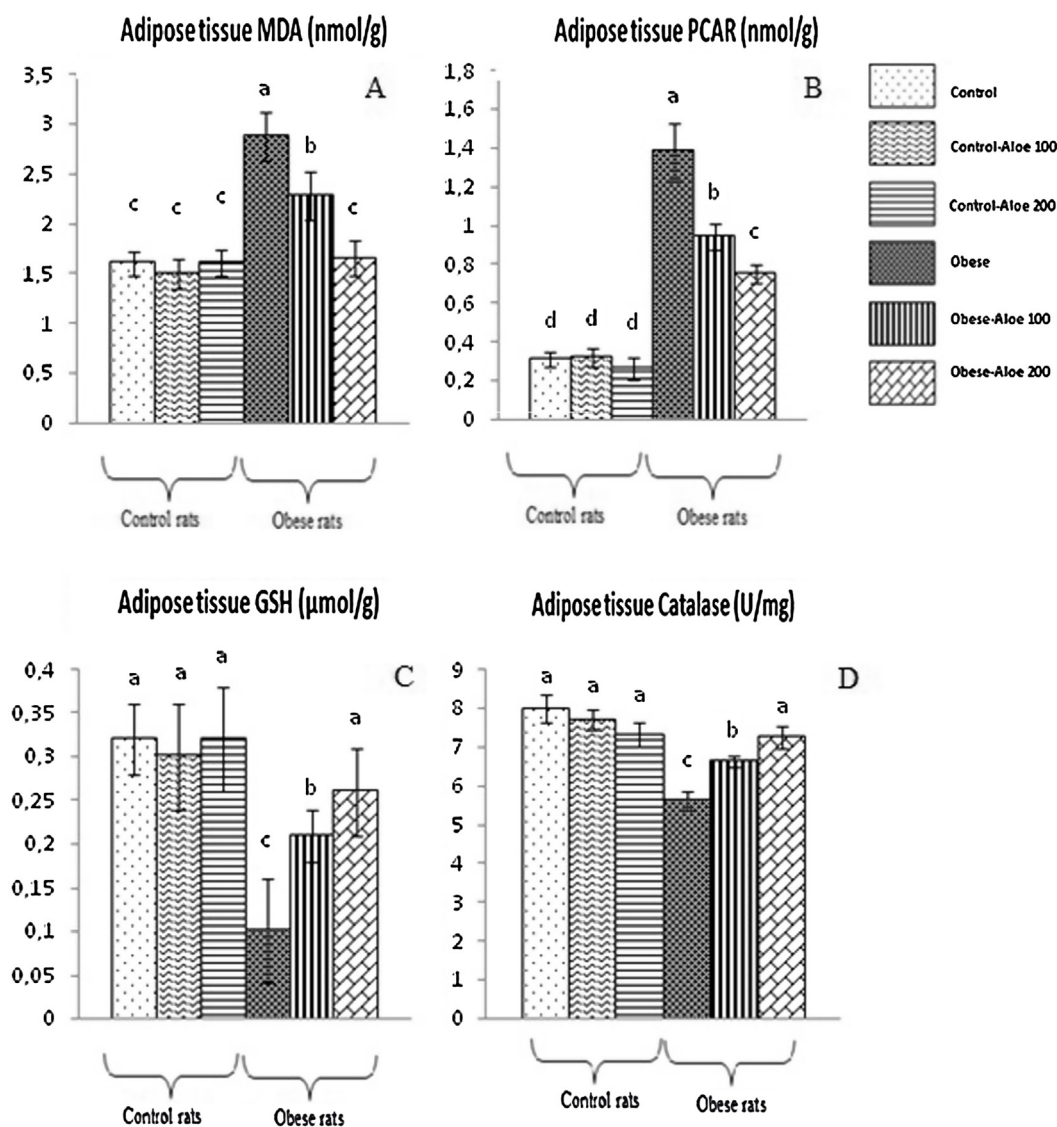 Adipose tissue MDA (nmol/g)
3,5
3
2,5
2
1,5
1
0,5
0
A
c
c
c
a
b
c
Control rats
Obese rats
Adipose tissue PCAR (nmol/g)
1,8
1,6
1,4
1,2
1
0,8
0,6
0,4
0,2
0
B
d
d
d
a
b
c
Control rats
Obese rats
Control
Control-Aloe 100
Control-Aloe 200
Obese
Obese-Aloe 100
Obese-Aloe 200
Adipose tissue GSH (µmol/g)
0,4
0,35
0,3
0,25
0,2
0,15
0,1
0,05
0
C
a
a
a
c
b
a
Control rats
Obese rats
Adipose tissue Catalase (U/mg)
9
8
7
6
5
4
3
2
1
0
D
a
a
a
c
b
a
Control rats
Obese rats